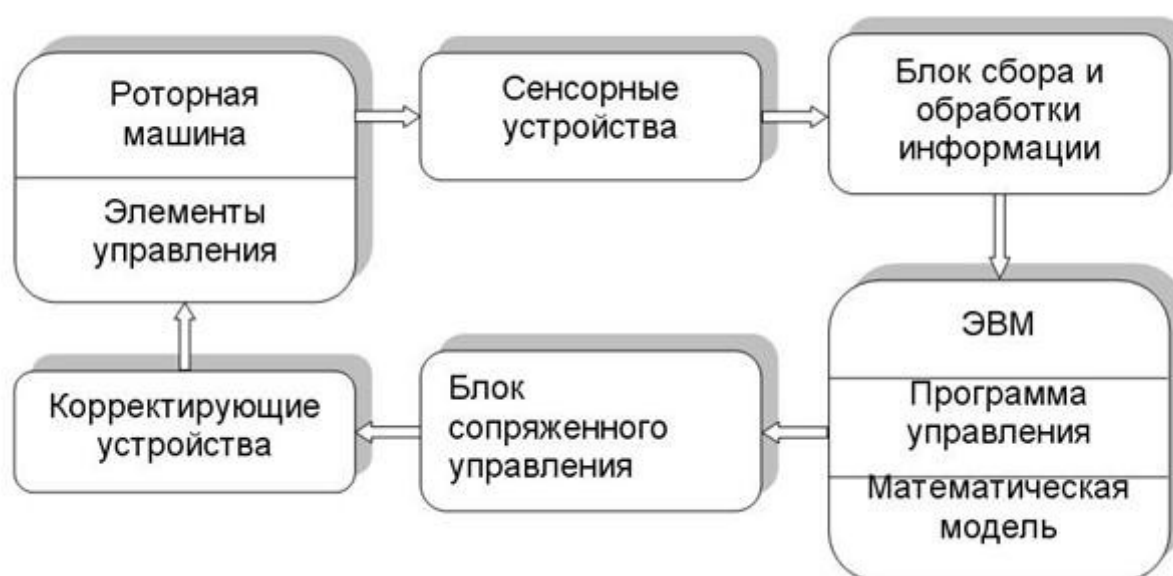 Роторная
машина
Элементы
управления
Сенсорные
устройства
Блок сбора и
обработки
информации
ЭВМ
Программа
управления
Математическая
модель
Блок
сопряженного
управления
Корректирующие
устройства